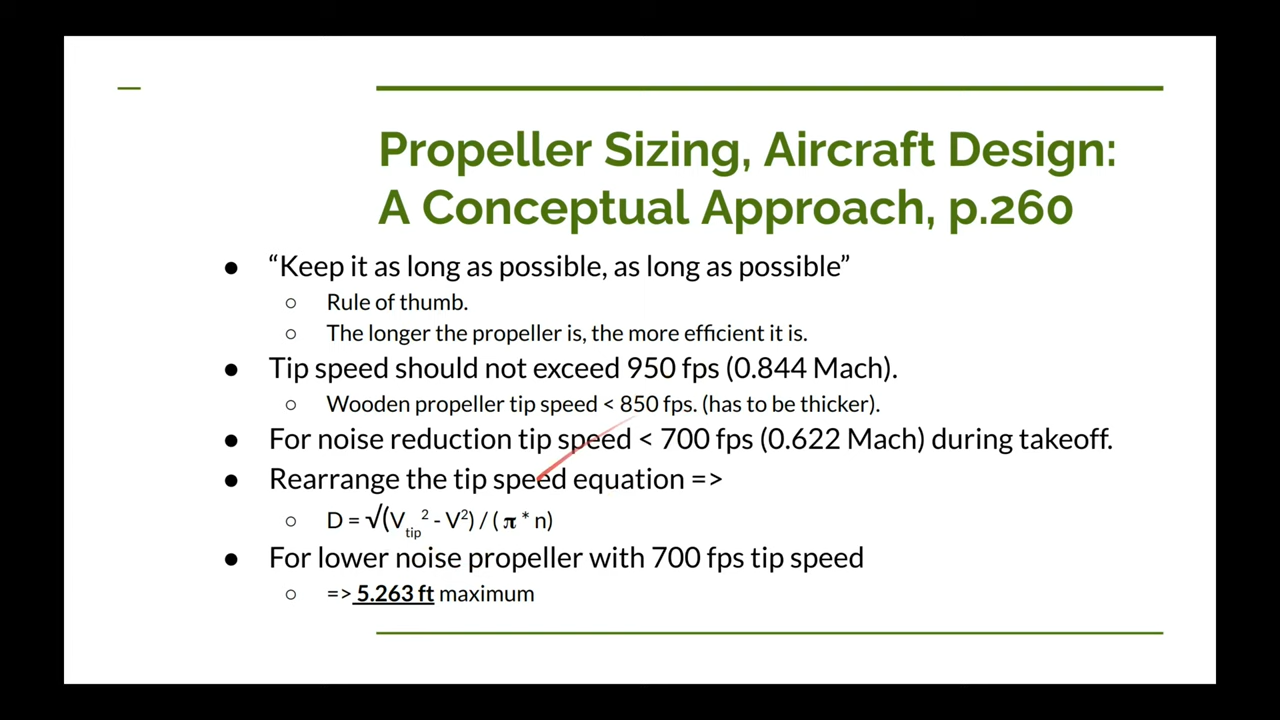 Propeller Sizing, Aircraft Design:
A Conceptual Approach, p.260
● “Keep it as long as possible, as long as possible”
○ Rule of thumb.
○ The longer the propeller is, the more efficient it is.
● Tip speed should not exceed 950 fps (0.844 Mach).
○ Wooden propeller tip speed < 850 fps. (has to be thicker).
● For noise reduction tip speed < 700 fps (0.622 Mach) during takeoff.
● Rearrange the tip speed equation =>
○ D = √(Vtip² - V²) / ( π * n)
● For lower noise propeller with 700 fps tip speed
○ => 5.263 ft maximum